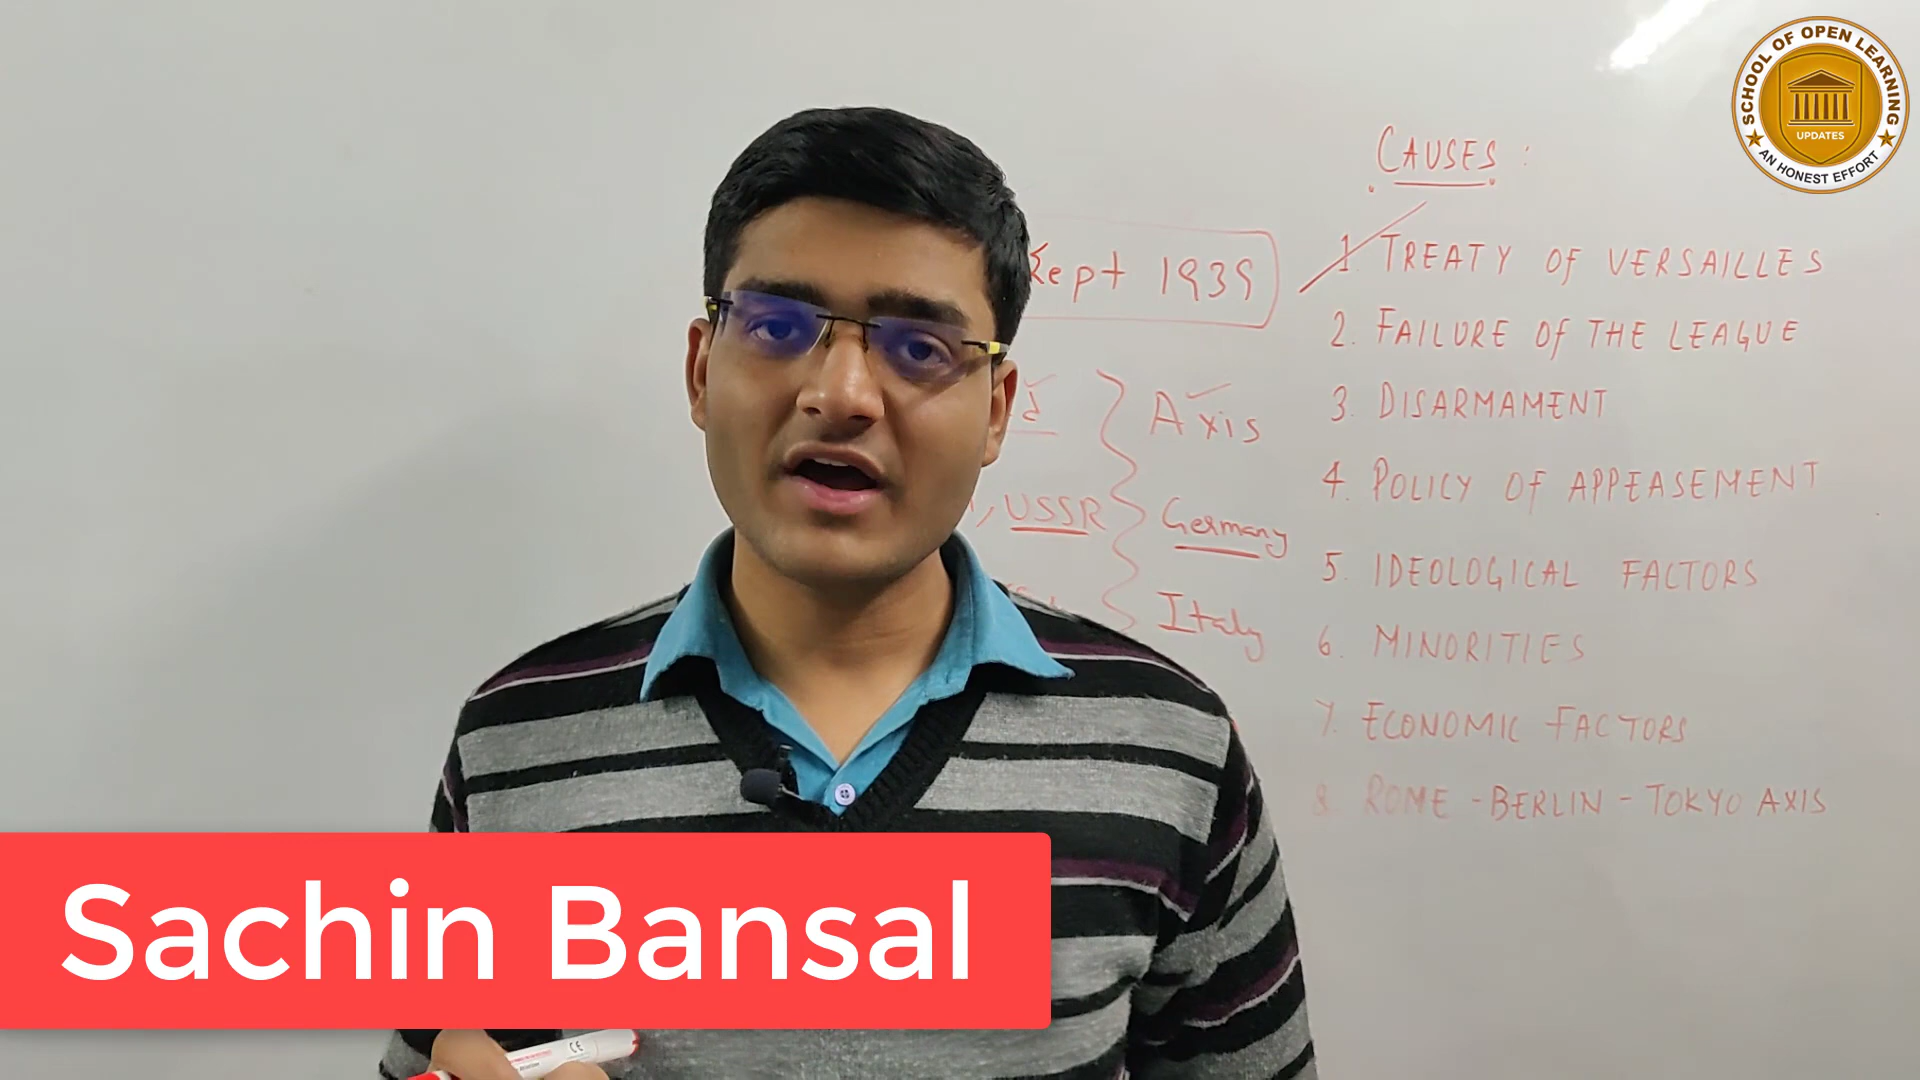 SCHOOL OF OPEN LEARNING
UPDATES
AN HONEST EFFORT
CAUSES :
Sept 1939
1. TREATY OF VERSAILLES
2. FAILURE OF THE LEAGUE
3. DISARMAMENT
4. POLICY OF APPEASEMENT
5. IDEOLOGICAL FACTORS
6. MINORITIES
7. ECONOMIC FACTORS
8 ROME - BERLIN - TOKYO AXIS
Axis
, USSR
Germany
Italy
Sachin Bansal
CE